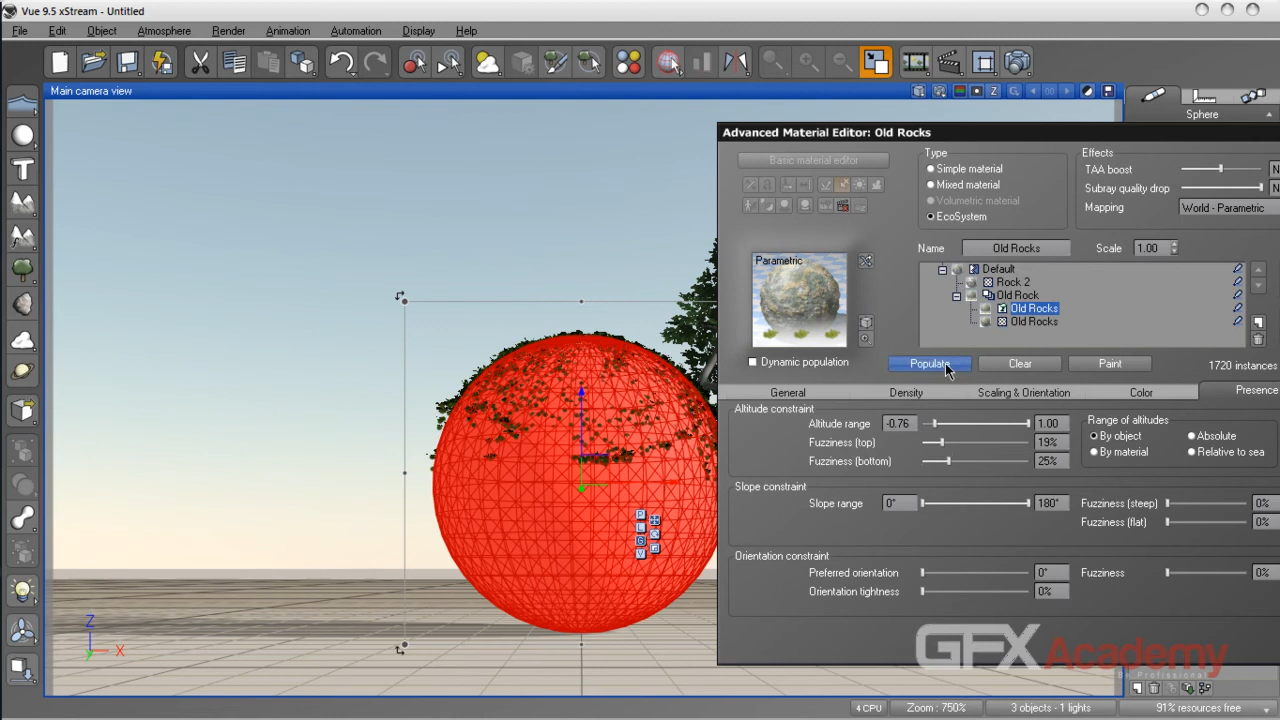 Vue 9.5 xStream - Untitled
File Edit Object Atmosphere Render Animation Automation Display Help
Main camera view
Sphere
Advanced Material Editor: Old Rocks
Basic material editor
Type
Simple material
Mixed material
Volumetric material
EcoSystem
Effects
TAA boost
Subray quality drop
Mapping World - Parametric
Name Old Rocks Scale 1.00
Parametric
Default
Rock 2
Old Rock
Old Rocks
Old Rocks
Dynamic population
Populate Clear Paint 1720 instances
General Density Scaling & Orientation Color Presence
Altitude constraint
Altitude range -0.76 1.00
Fuzziness (top) 19%
Fuzziness (bottom) 25%
Range of altitudes
By object Absolute
By material Relative to sea
Slope constraint
Slope range 0° 180° Fuzziness (steep) 0%
Fuzziness (flat) 0%
Orientation constraint
Preferred orientation 0° Fuzziness 0%
Orientation tightness 0%
Z
X
GFX Academy
Be Professional
4 CPU Zoom : 750% 3 objects - 1 lights 91% resources free